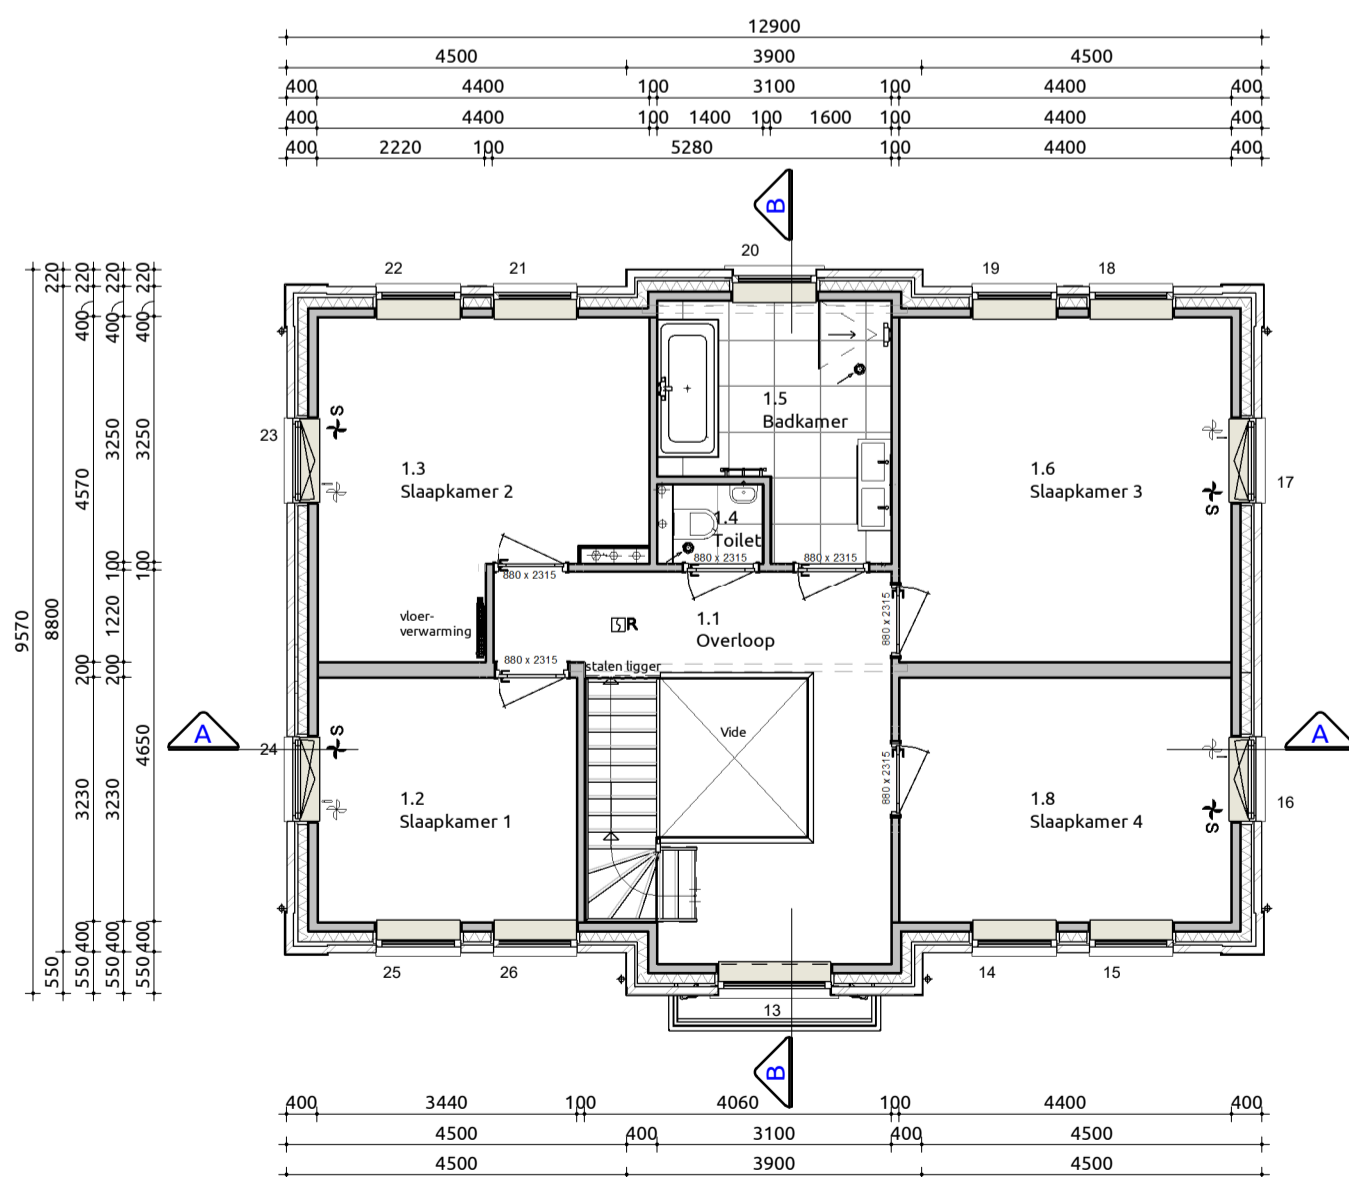 12900
4500 3900 4500
400 4400 100 3100 100 4400 400
400 4400 100 1400 100 1600 100 4400 400
400 2220 100 5280 100 4400 400
B
20
22 21 19 18
23
17
24
16
25 26 14 15
13
9570
220 8800 550
220 400 4570 200 3230 400 550
220 400 3250 100 1220 200 3230 400 550
220 400 3250 100 200 4650 400 550
S
S
S
S
1.5
Badkamer
1.3
Slaapkamer 2
1.6
Slaapkamer 3
1.4
Toilet
880 x 2315
880 x 2315
880 x 2315
880 x 2315
880 x 2315
880 x 2315
vloer-
verwarming
R
1.1
Overloop
stalen ligger
Vide
A
A
1.2
Slaapkamer 1
1.8
Slaapkamer 4
B
400 3440 100 4060 100 4400 400
4500 400 3100 400 4500
4500 3900 4500